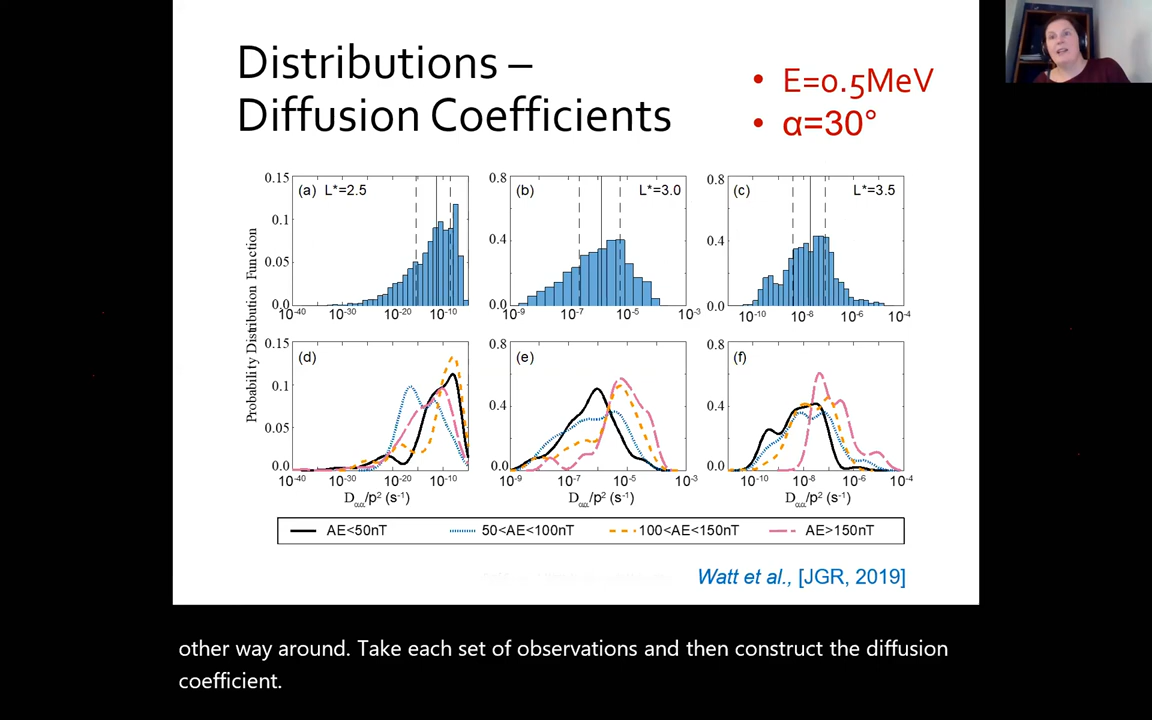 Distributions –
Diffusion Coefficients
• E=0.5MeV
• α=30°
Probability Distribution Function
(a) L*=2.5
0.15
0.1
0.05
0.0
10⁻⁴⁰ 10⁻³⁰ 10⁻²⁰ 10⁻¹⁰
(b) L*=3.0
0.8
0.4
0.0
10⁻⁹ 10⁻⁷ 10⁻⁵ 10⁻³
(c) L*=3.5
0.8
0.4
0.0
10⁻¹⁰ 10⁻⁸ 10⁻⁶ 10⁻⁴
(d)
0.15
0.1
0.05
0.0
10⁻⁴⁰ 10⁻³⁰ 10⁻²⁰ 10⁻¹⁰
Dαα/p² (s⁻¹)
(e)
0.8
0.4
0.0
10⁻⁹ 10⁻⁷ 10⁻⁵ 10⁻³
Dαα/p² (s⁻¹)
(f)
0.8
0.4
0.0
10⁻¹⁰ 10⁻⁸ 10⁻⁶ 10⁻⁴
Dαα/p² (s⁻¹)
AE<50nT 50<AE<100nT 100<AE<150nT AE>150nT
Watt et al., [JGR, 2019]
other way around. Take each set of observations and then construct the diffusion
coefficient.